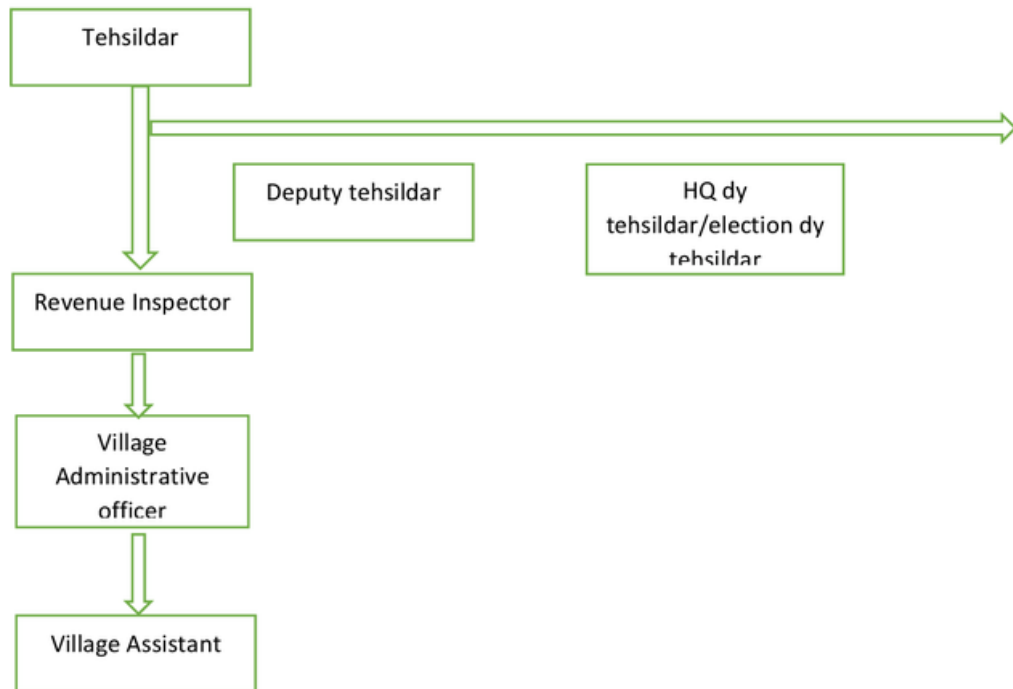 Tehsildar
Deputy tehsildar
HQ dy
tehsildar/election dy
tehsildar
Revenue Inspector
Village
Administrative
officer
Village Assistant